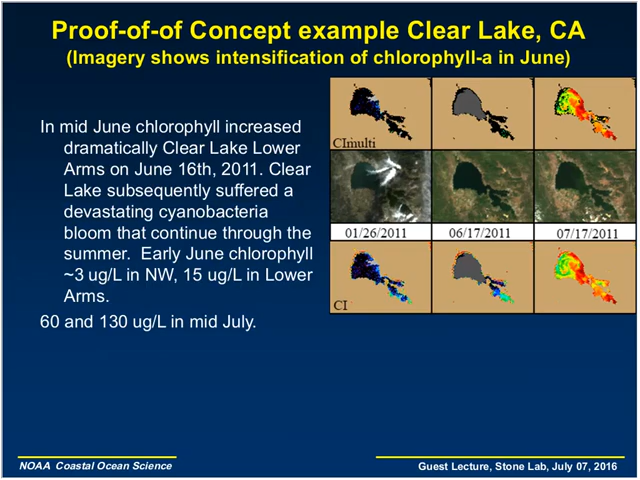 Proof-of-of Concept example Clear Lake, CA
(Imagery shows intensification of chlorophyll-a in June)
In mid June chlorophyll increased
dramatically Clear Lake Lower
Arms on June 16th, 2011. Clear
Lake subsequently suffered a
devastating cyanobacteria
bloom that continue through the
summer. Early June chlorophyll
~3 ug/L in NW, 15 ug/L in Lower
Arms.
60 and 130 ug/L in mid July.
CImulti
01/26/2011 06/17/2011 07/17/2011
CI
NOAA Coastal Ocean Science
Guest Lecture, Stone Lab, July 07, 2016